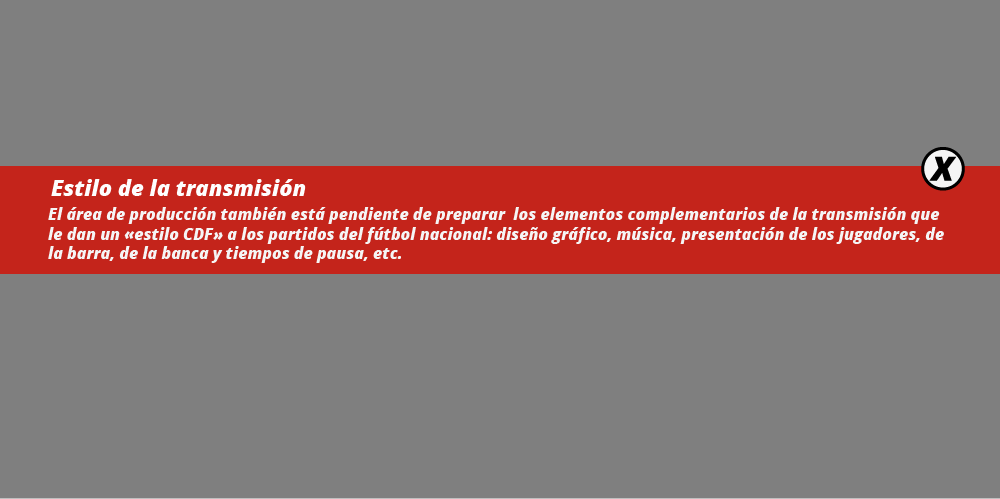 X
Estilo de la transmisión
El área de producción también está pendiente de preparar  los elementos complementarios de la transmisión que
le dan un «estilo CDF» a los partidos del fútbol nacional: diseño gráfico, música, presentación de los jugadores, de
la barra, de la banca y tiempos de pausa, etc.